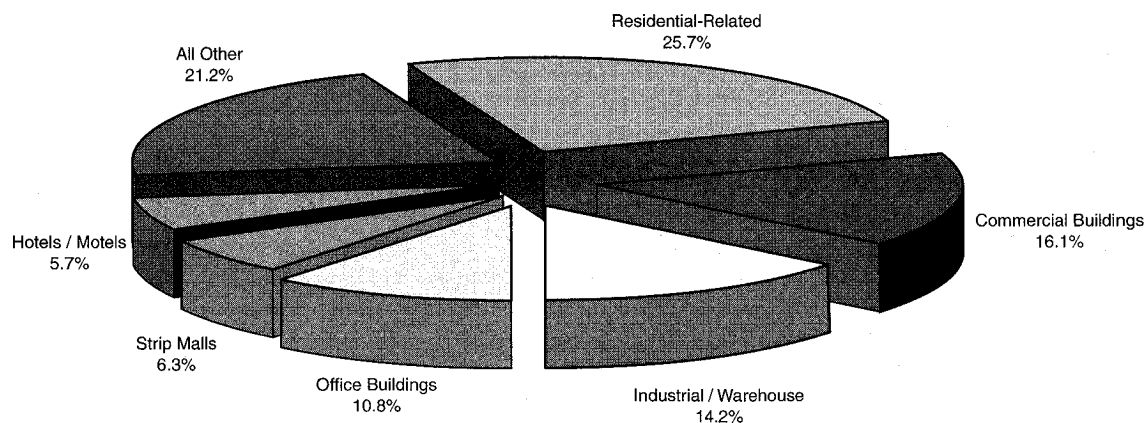 Residential-Related
25.7%
All Other
21.2%
Commercial Buildings
16.1%
Hotels / Motels
5.7%
Strip Malls
6.3%
Office Buildings
10.8%
Industrial / Warehouse
14.2%